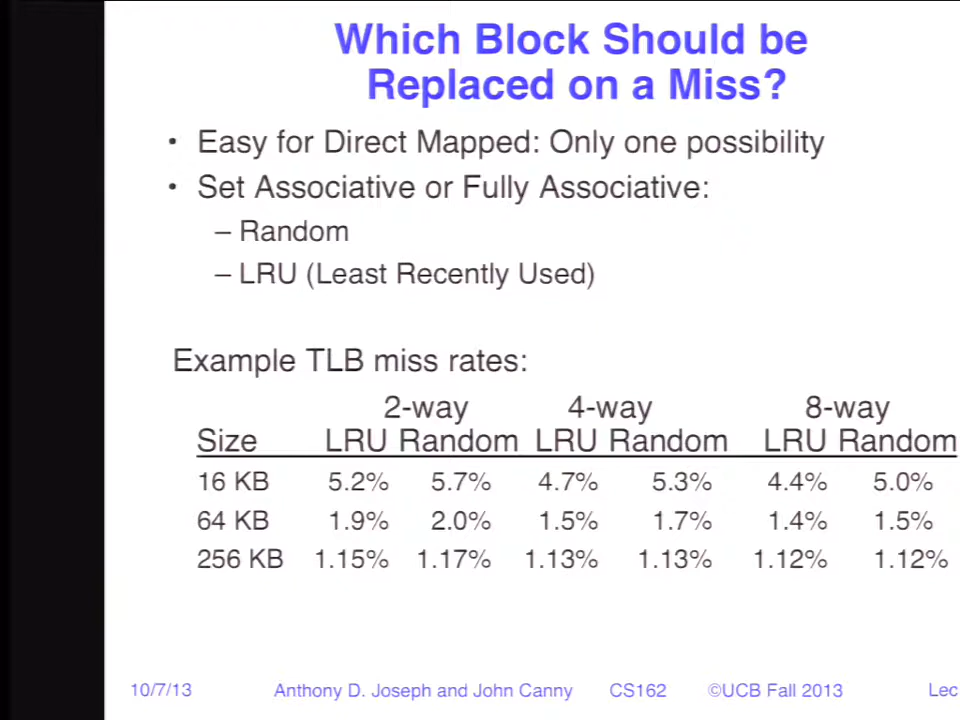 Which Block Should be
Replaced on a Miss?
• Easy for Direct Mapped: Only one possibility
• Set Associative or Fully Associative:
– Random
– LRU (Least Recently Used)
Example TLB miss rates:
2-way 4-way 8-way
Size LRU Random LRU Random LRU Random
16 KB 5.2% 5.7% 4.7% 5.3% 4.4% 5.0%
64 KB 1.9% 2.0% 1.5% 1.7% 1.4% 1.5%
256 KB 1.15% 1.17% 1.13% 1.13% 1.12% 1.12%
10/7/13 Anthony D. Joseph and John Canny CS162 ©UCB Fall 2013 Lec